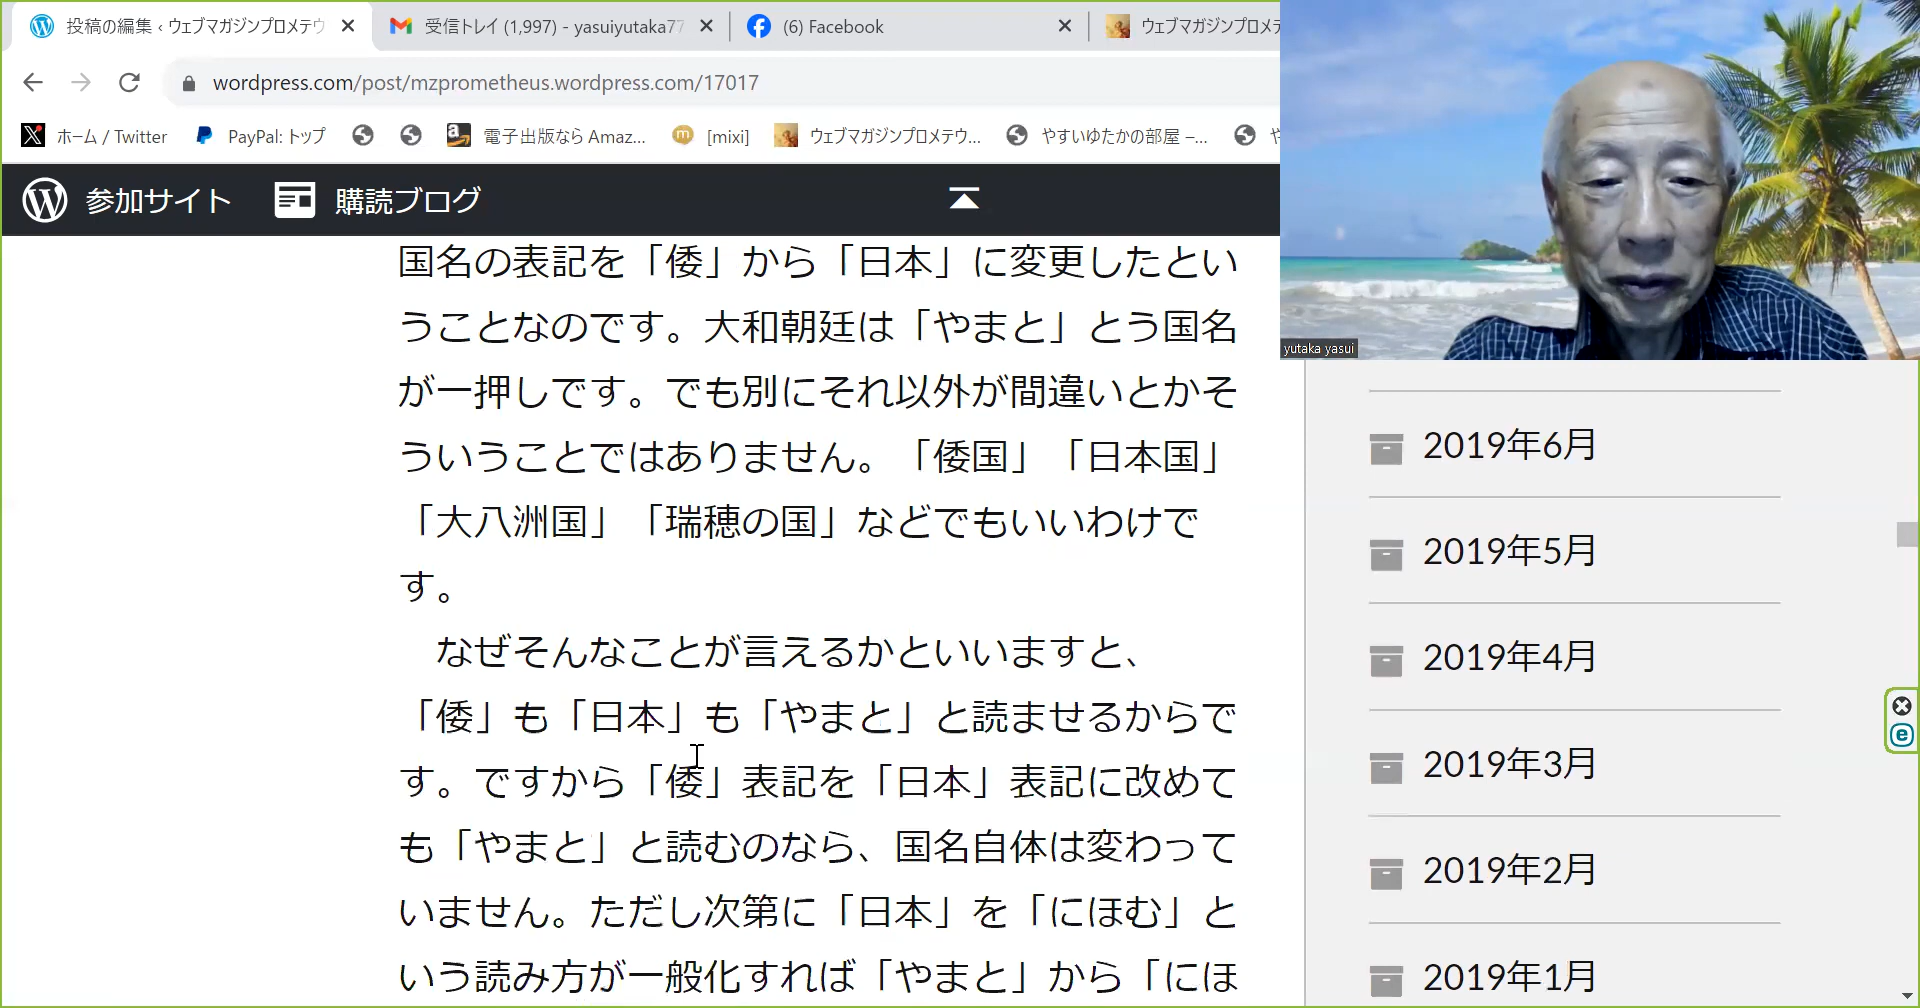 投稿の編集 ‹ ウェブマガジンプロメテウ
受信トレイ (1,997) - yasuiyutaka77
(6) Facebook
ウェブマガジンプロメ
wordpress.com/post/mzprometheus.wordpress.com/17017
ホーム / Twitter
PayPal: トップ
電子出版なら Amaz...
[mixi]
ウェブマガジンプロメテウ...
やすいゆたかの部屋 –...
参加サイト
購読ブログ
国名の表記を「倭」から「日本」に変更したとい
うことなのです。大和朝廷は「やまと」とう国名
が一押しです。でも別にそれ以外が間違いとかそ
ういうことではありません。「倭国」「日本国」
「大八洲国」「瑞穂の国」などでもいいわけで
す。
なぜそんなことが言えるかといいますと、
「倭」も「日本」も「やまと」と読ませるからで
す。ですから「倭」表記を「日本」表記に改めて
も「やまと」と読むのなら、国名自体は変わって
いません。ただし次第に「日本」を「にほむ」と
いう読み方が一般化すれば「やまと」から「にほ
yutaka yasui
2019年6月
2019年5月
2019年4月
2019年3月
2019年2月
2019年1月